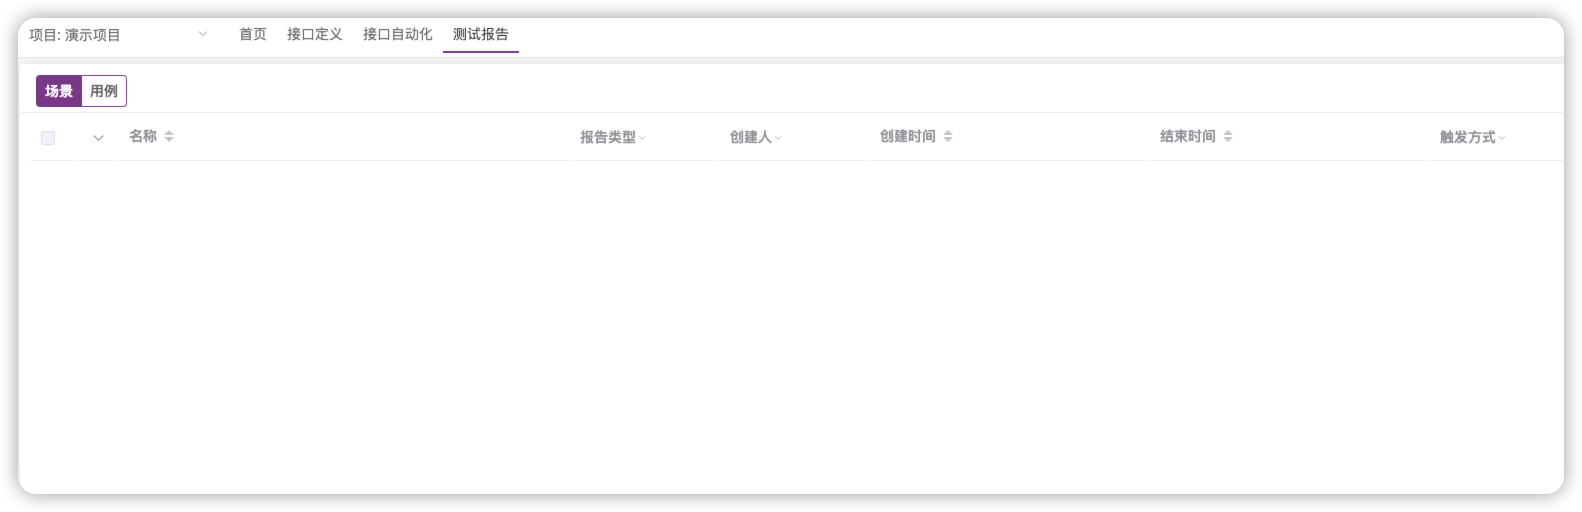 项目: 演示项目 首页 接口定义 接口自动化 测试报告
场景 用例
名称 报告类型 创建人 创建时间 结束时间 触发方式